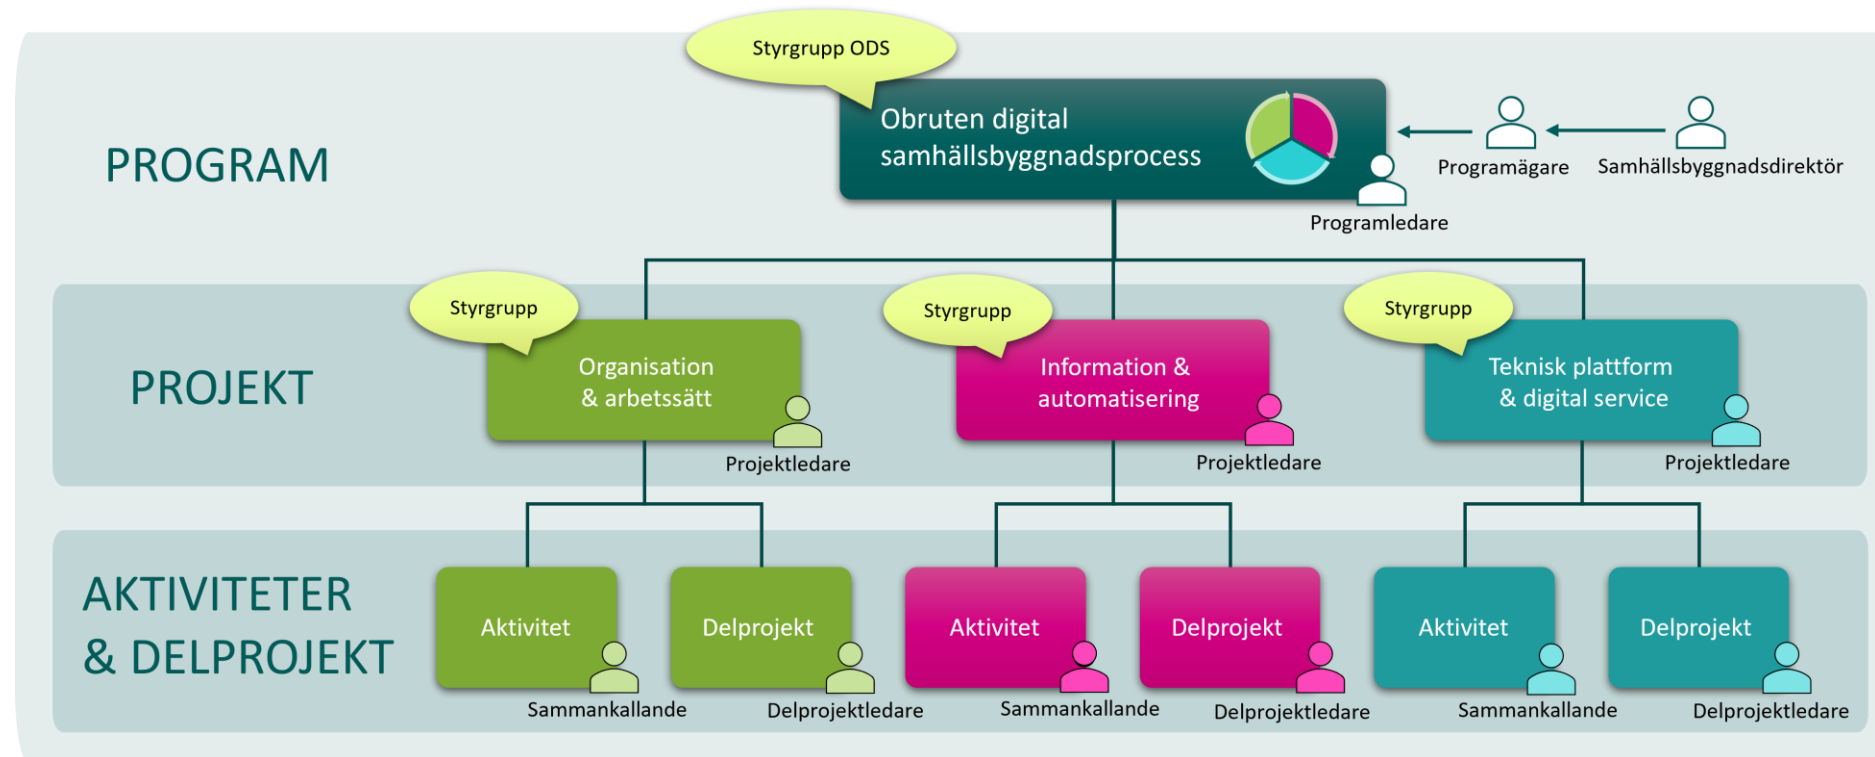 Styrgrupp ODS
Obruten digital
samhällsbyggnadsprocess
PROGRAM
Programägare
Samhällsbyggnadsdirektör
Programledare
Styrgrupp
Styrgrupp
Styrgrupp
PROJEKT
Organisation
& arbetssätt
Information &
automatisering
Teknisk plattform
& digital service
Projektledare
Projektledare
Projektledare
AKTIVITETER
& DELPROJEKT
Aktivitet
Delprojekt
Aktivitet
Delprojekt
Aktivitet
Delprojekt
Sammankallande
Delprojektledare
Sammankallande
Delprojektledare
Sammankallande
Delprojektledare